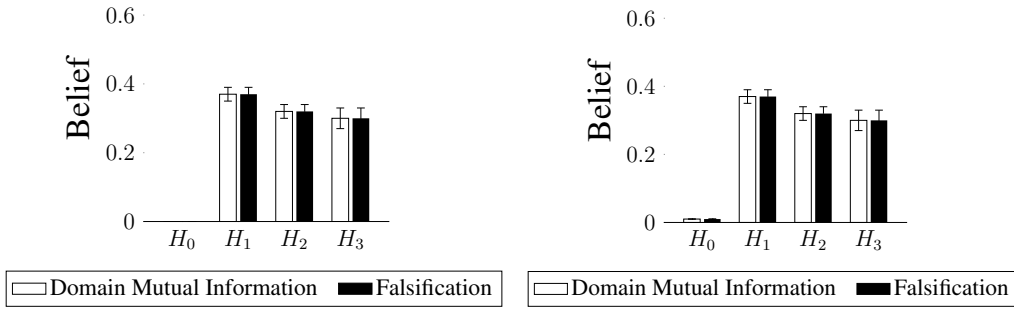 0.6
0.4
0.2
0
Belief
H₀ H₁ H₂ H₃
Domain Mutual Information Falsification
0.6
0.4
0.2
0
Belief
H₀ H₁ H₂ H₃
Domain Mutual Information Falsification